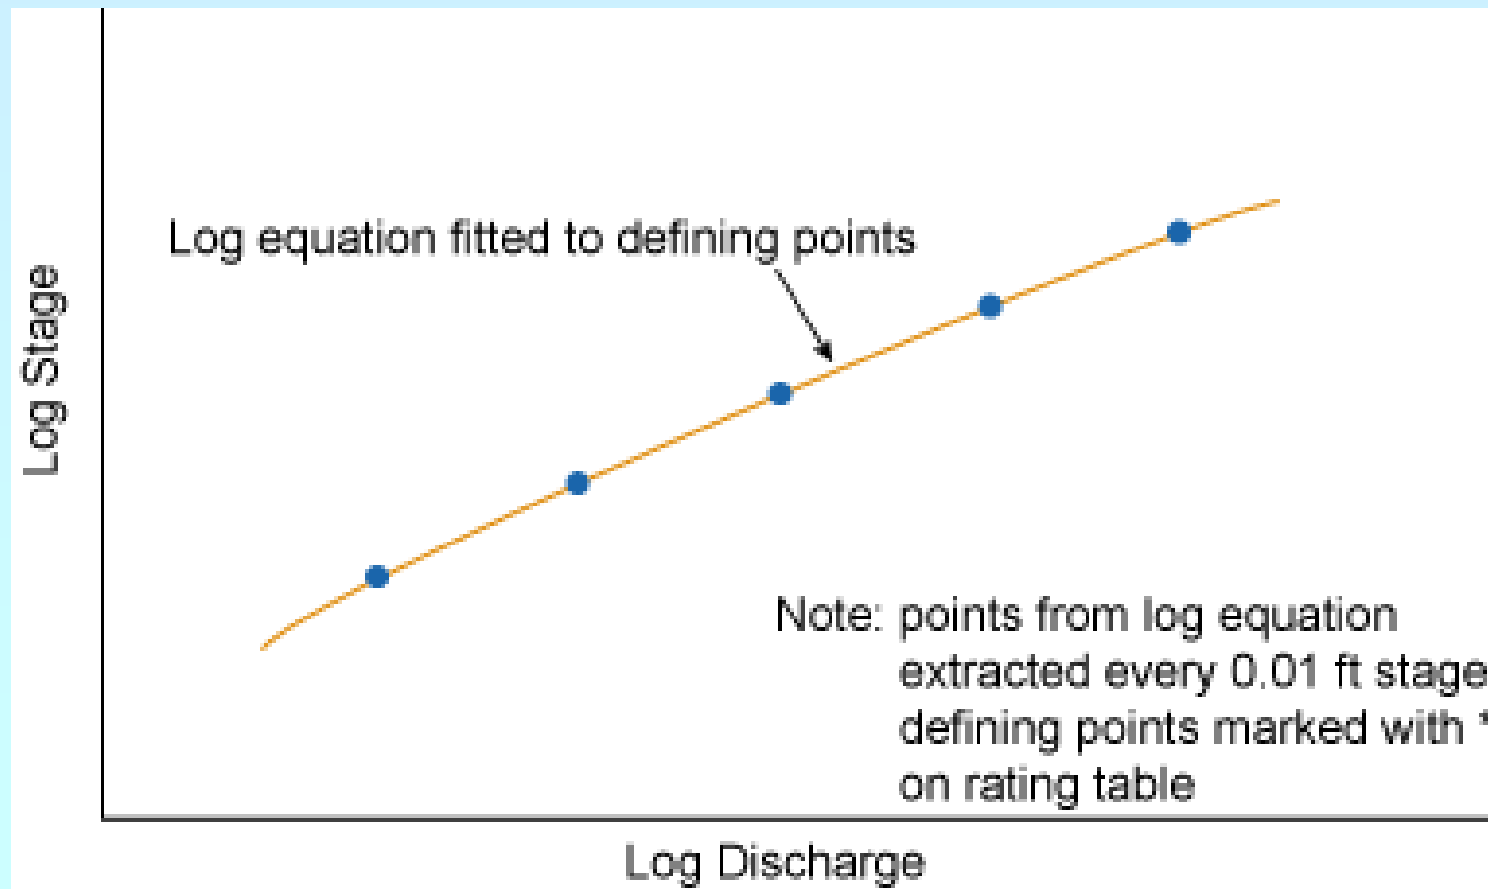 Log equation fitted to defining points
Log Stage
Note: points from log equation
extracted every 0.01 ft stage
defining points marked with *
on rating table
Log Discharge